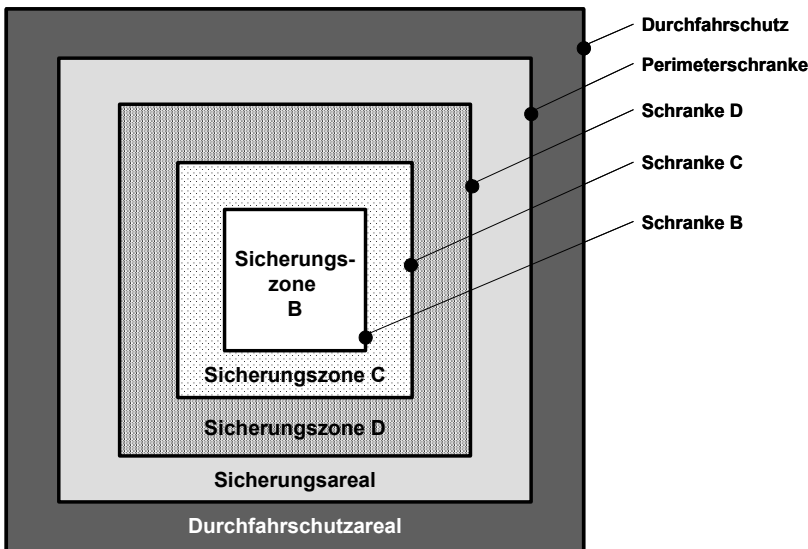 Durchfahrschutz
Perimeterschranke
Schranke D
Schranke C
Schranke B
Sicherungs-
zone
B
Sicherungszone C
Sicherungszone D
Sicherungsareal
Durchfahrschutzareal